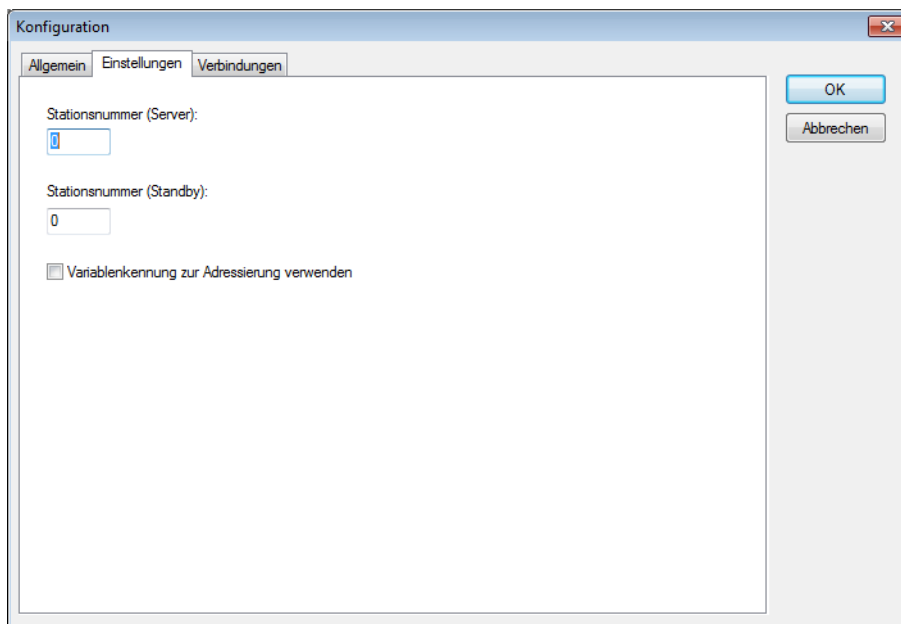 Konfiguration
Allgemein Einstellungen Verbindungen
OK
Abbrechen
Stationsnummer (Server):
0
Stationsnummer (Standby):
0
Variablenkennung zur Adressierung verwenden